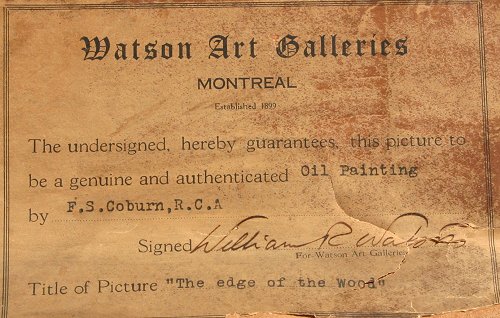 Watson Art Galleries
MONTREAL
Established 1899
The undersigned, hereby guarantees, this picture to
be a genuine and authenticated Oil Painting
by F.S.Coburn,R.C.A
Signed William R Watson
For Watson Art Galleries
Title of Picture "The edge of the Wood"